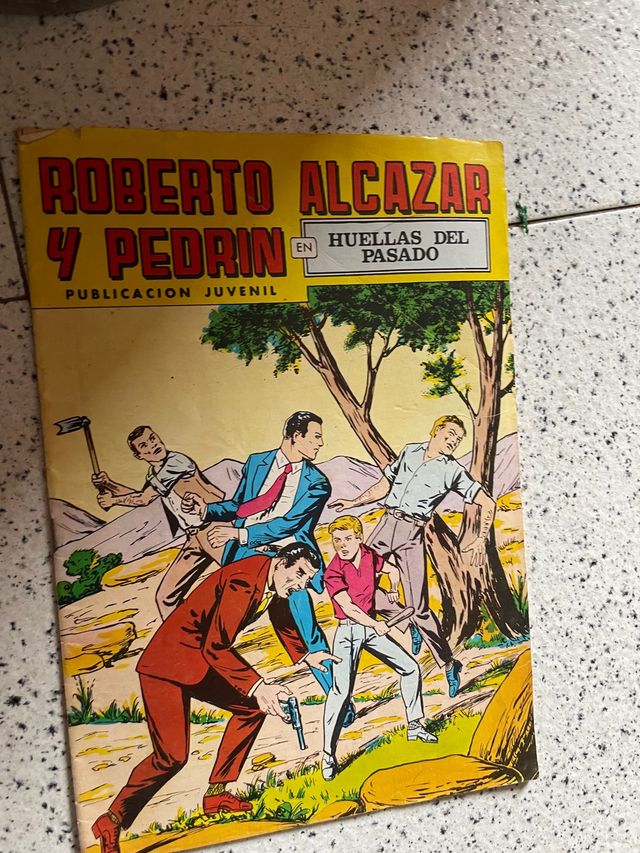 ROBERTO ALCAZAR
Y PEDRIN
EN
HUELLAS DEL
PASADO
PUBLICACION JUVENIL